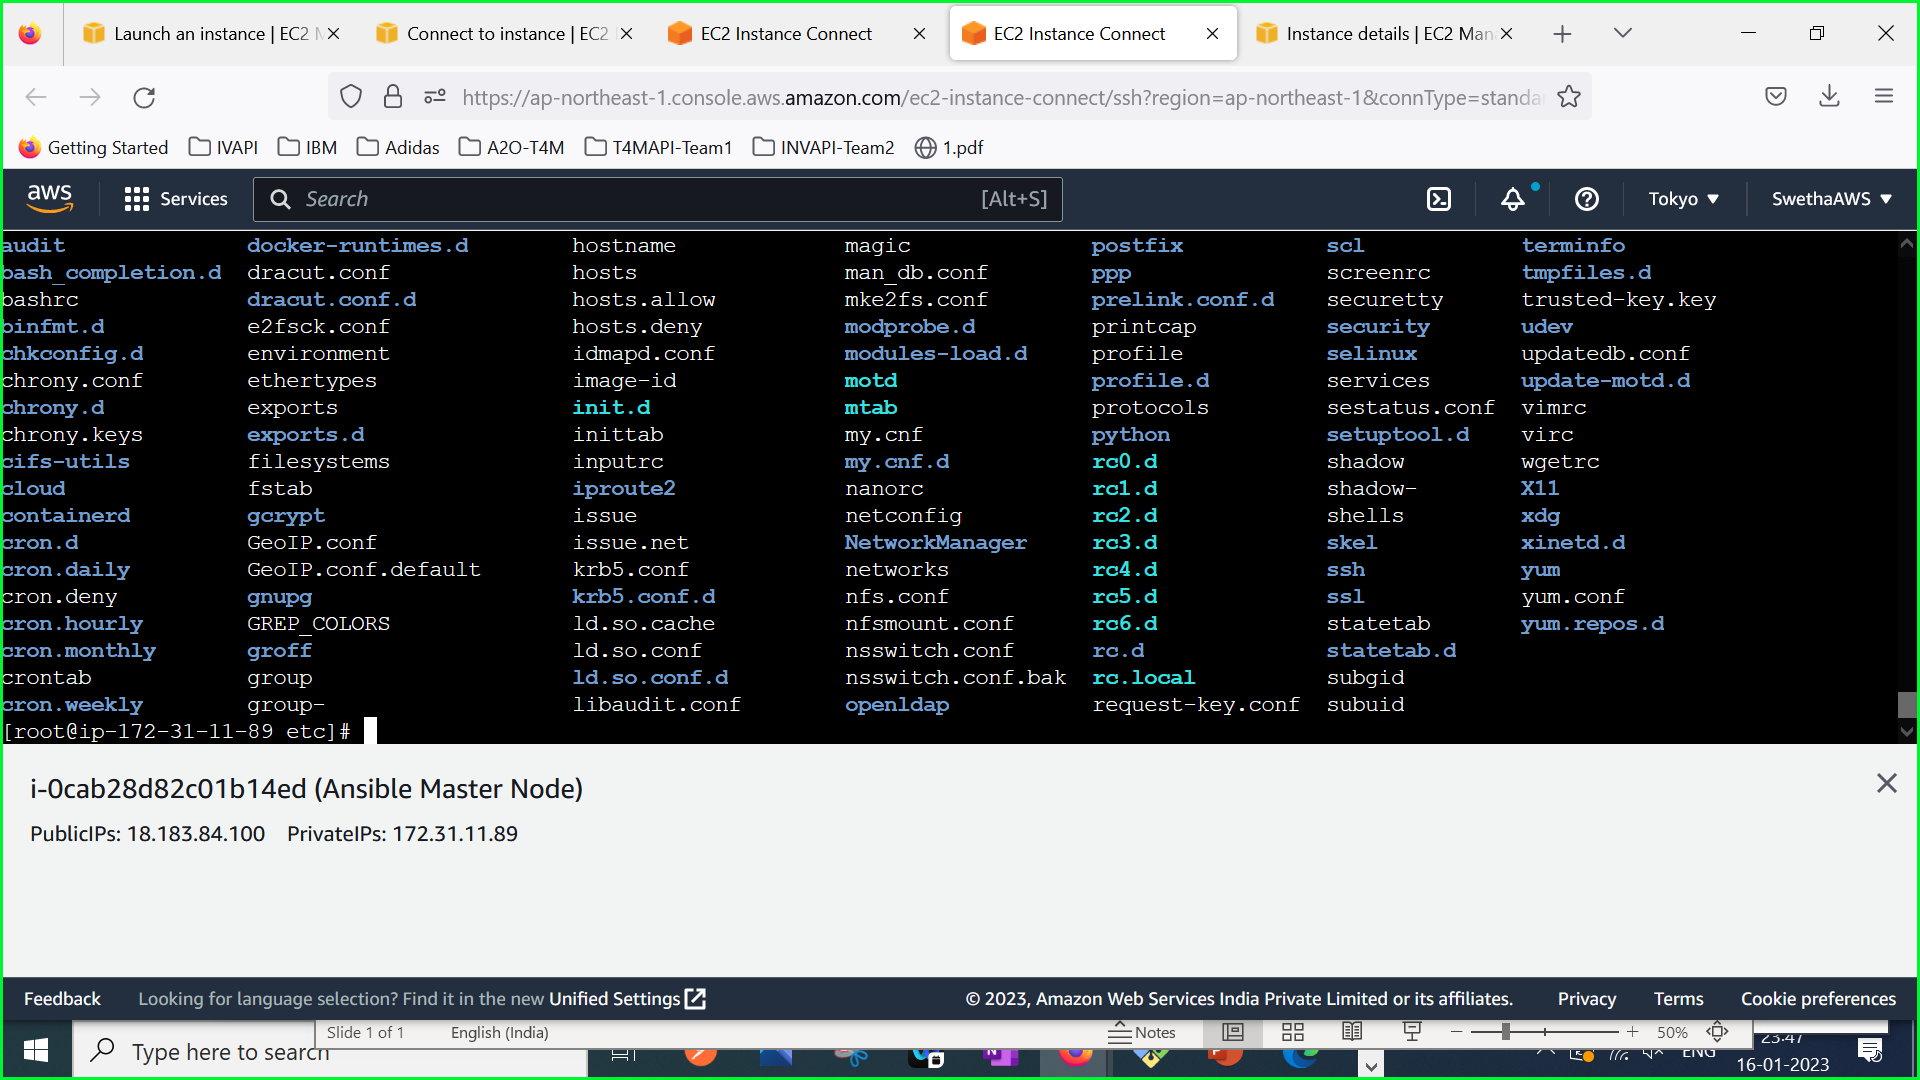 Launch an instance | EC2 M
Connect to instance | EC2
EC2 Instance Connect
EC2 Instance Connect
Instance details | EC2 Man
https://ap-northeast-1.console.aws.amazon.com/ec2-instance-connect/ssh?region=ap-northeast-1&connType=standa
Getting Started IVAPI IBM Adidas A2O-T4M T4MAPI-Team1 INVAPI-Team2 1.pdf
aws Services Search [Alt+S] Tokyo SwethaAWS
audit docker-runtimes.d hostname magic postfix scl terminfo
bash_completion.d dracut.conf hosts man_db.conf ppp screenrc tmpfiles.d
bashrc dracut.conf.d hosts.allow mke2fs.conf prelink.conf.d securetty trusted-key.key
binfmt.d e2fsck.conf hosts.deny modprobe.d printcap security udev
chkconfig.d environment idmapd.conf modules-load.d profile selinux updatedb.conf
chrony.conf ethertypes image-id motd profile.d services update-motd.d
chrony.d exports init.d mtab protocols sestatus.conf vimrc
chrony.keys exports.d inittab my.cnf python setuptool.d virc
cifs-utils filesystems inputrc my.cnf.d rc0.d shadow wgetrc
cloud fstab iproute2 nanorc rc1.d shadow- X11
containerd gcrypt issue netconfig rc2.d shells xdg
cron.d GeoIP.conf issue.net NetworkManager rc3.d skel xinetd.d
cron.daily GeoIP.conf.default krb5.conf networks rc4.d ssh yum
cron.deny gnupg krb5.conf.d nfs.conf rc5.d ssl yum.conf
cron.hourly GREP_COLORS ld.so.cache nfsmount.conf rc6.d statetab yum.repos.d
cron.monthly groff ld.so.conf nsswitch.conf rc.d statetab.d
crontab group ld.so.conf.d nsswitch.conf.bak rc.local subgid
cron.weekly group- libaudit.conf openldap request-key.conf subuid
[root@ip-172-31-11-89 etc]#
i-0cab28d82c01b14ed (Ansible Master Node)
PublicIPs: 18.183.84.100 PrivateIPs: 172.31.11.89
Feedback Looking for language selection? Find it in the new Unified Settings © 2023, Amazon Web Services India Private Limited or its affiliates. Privacy Terms Cookie preferences
Slide 1 of 1 English (India) Notes 50%
Type here to search ENG 23:47
16-01-2023